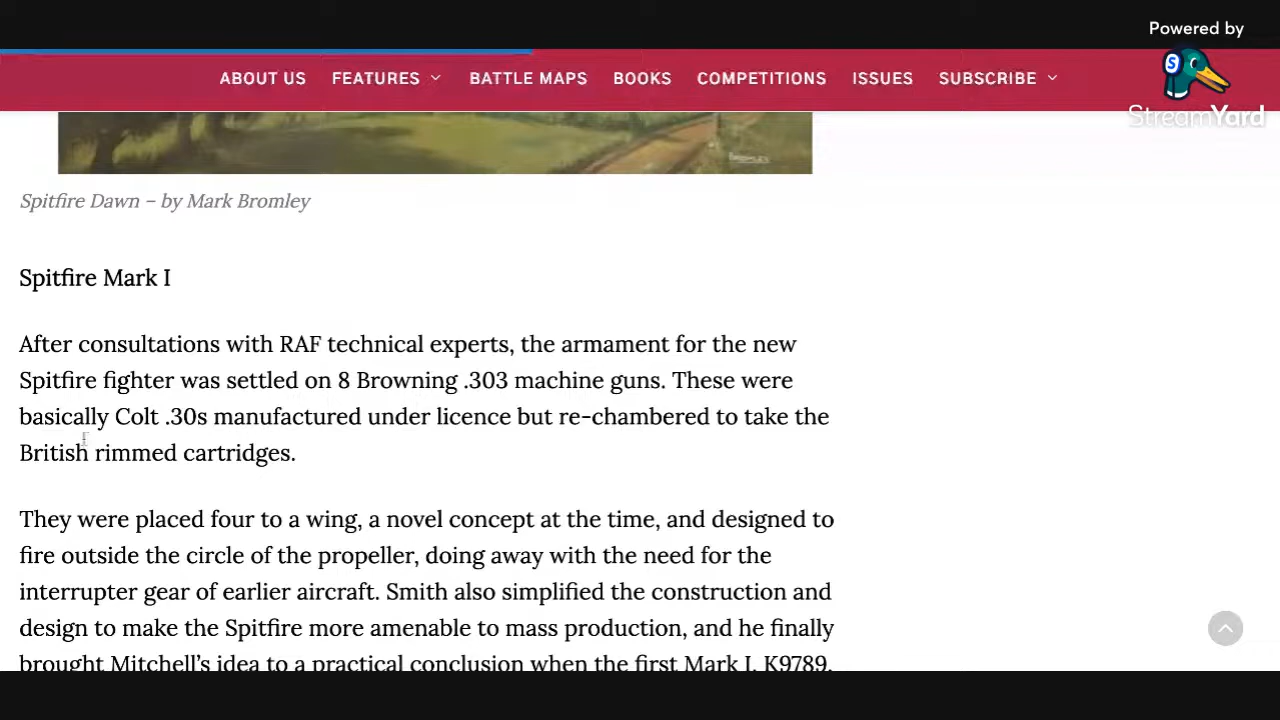 Powered by
StreamYard
ABOUT US FEATURES BATTLE MAPS BOOKS COMPETITIONS ISSUES SUBSCRIBE
Spitfire Dawn – by Mark Bromley
Spitfire Mark I
After consultations with RAF technical experts, the armament for the new
Spitfire fighter was settled on 8 Browning .303 machine guns. These were
basically Colt .30s manufactured under licence but re-chambered to take the
British rimmed cartridges.
They were placed four to a wing, a novel concept at the time, and designed to
fire outside the circle of the propeller, doing away with the need for the
interrupter gear of earlier aircraft. Smith also simplified the construction and
design to make the Spitfire more amenable to mass production, and he finally
brought Mitchell’s idea to a practical conclusion when the first Mark I, K9789,